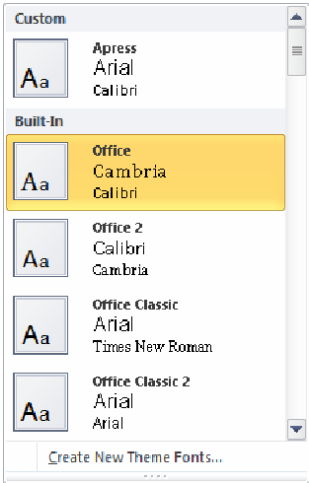 Custom
Aa
Apress
Arial
Calibri
Built-In
Aa
Office
Cambria
Calibri
Aa
Office 2
Calibri
Cambria
Aa
Office Classic
Arial
Times New Roman
Aa
Office Classic 2
Arial
Arial
Create New Theme Fonts...